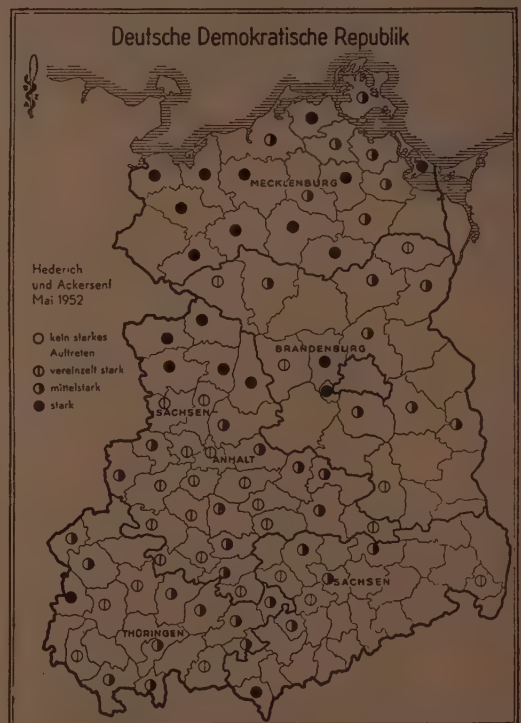 Deutsche Demokratische Republik
MECKLENBURG
Hederich
und Ackersenf
Mai 1952
kein starkes
Auftreten
vereinzelt stark
mittelstark
stark
BRANDENBURG
SACHSEN
ANHALT
SACHSEN
THÜRINGEN